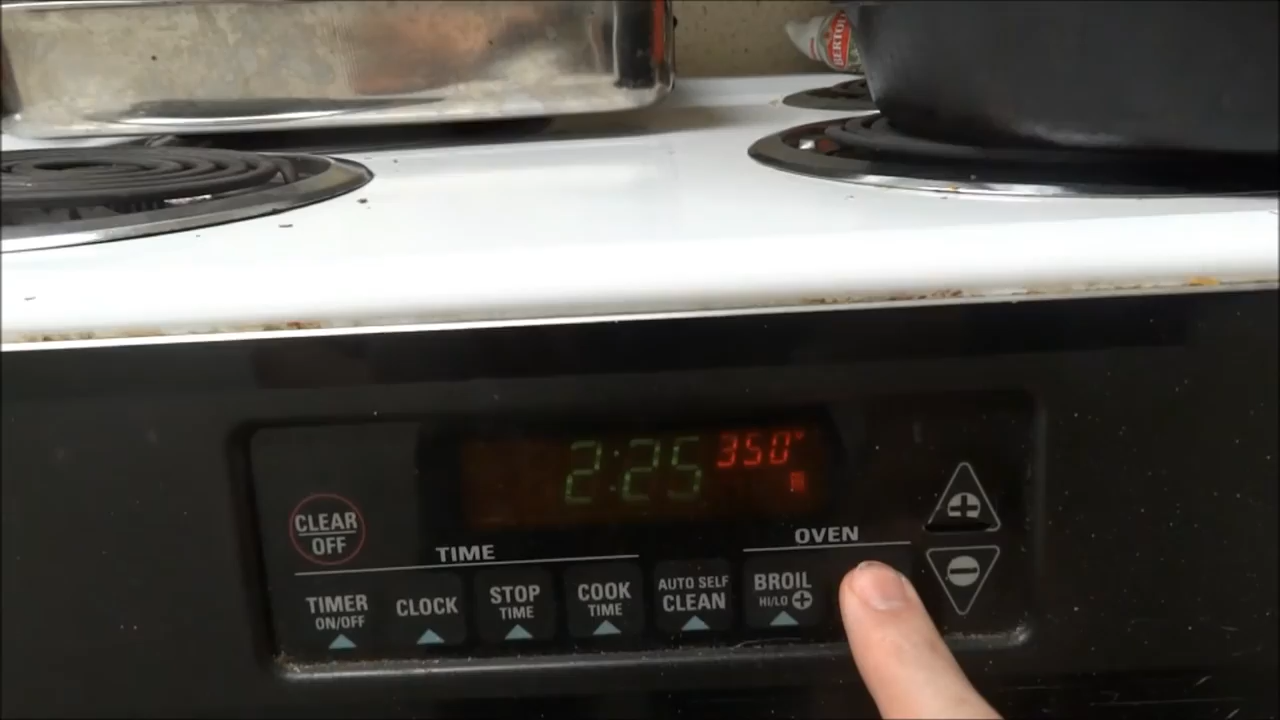 BERTO
2:25 350°
CLEAR
OFF
TIME
OVEN
TIMER
ON/OFF
CLOCK
STOP
TIME
COOK
TIME
AUTO SELF
CLEAN
BROIL
HI/LO